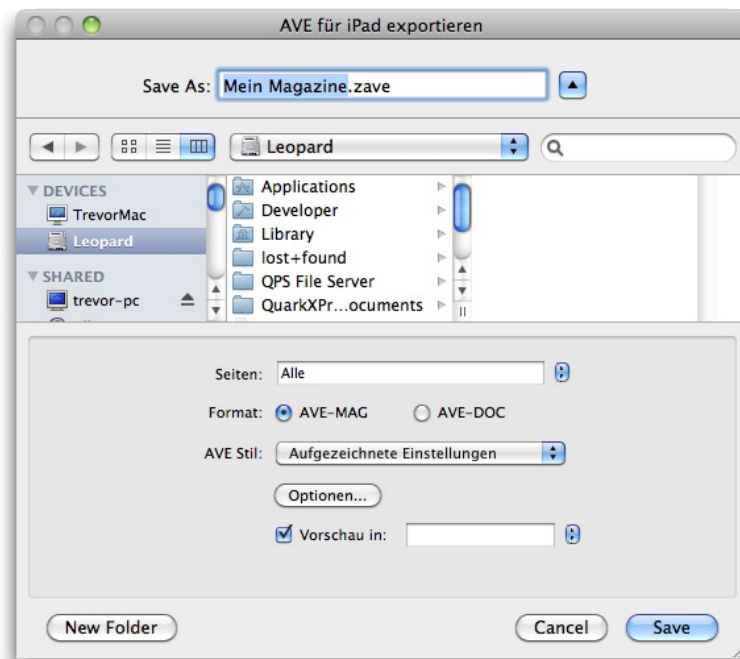 AVE für iPad exportieren
Save As: Mein Magazine.zave
Leopard
DEVICES
TrevorMac
Leopard
SHARED
trevor-pc
Applications
Developer
Library
lost+found
QPS File Server
QuarkXPr...ocuments
Seiten: Alle
Format: AVE-MAG AVE-DOC
AVE Stil: Aufgezeichnete Einstellungen
Optionen...
Vorschau in:
New Folder Cancel Save